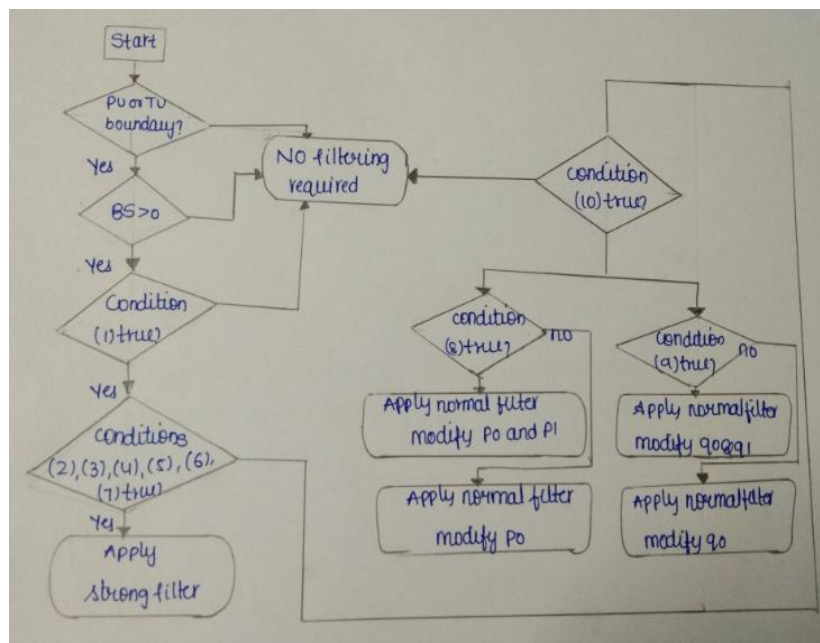 Start
PU or TU
boundary?
Yes
BS>0
Yes
Condition
(1) true?
Yes
conditions
(2),(3),(4),(5),(6),
(7) true?
Yes
Apply
strong filter
NO filtering
required
condition
(10) true?
condition
(8) true?
no
Apply normal filter
modify P0 and P1
Apply normal filter
modify P0
condition
(9) true?
no
Apply normal filter
modify q0&q1
Apply normal filter
modify q0